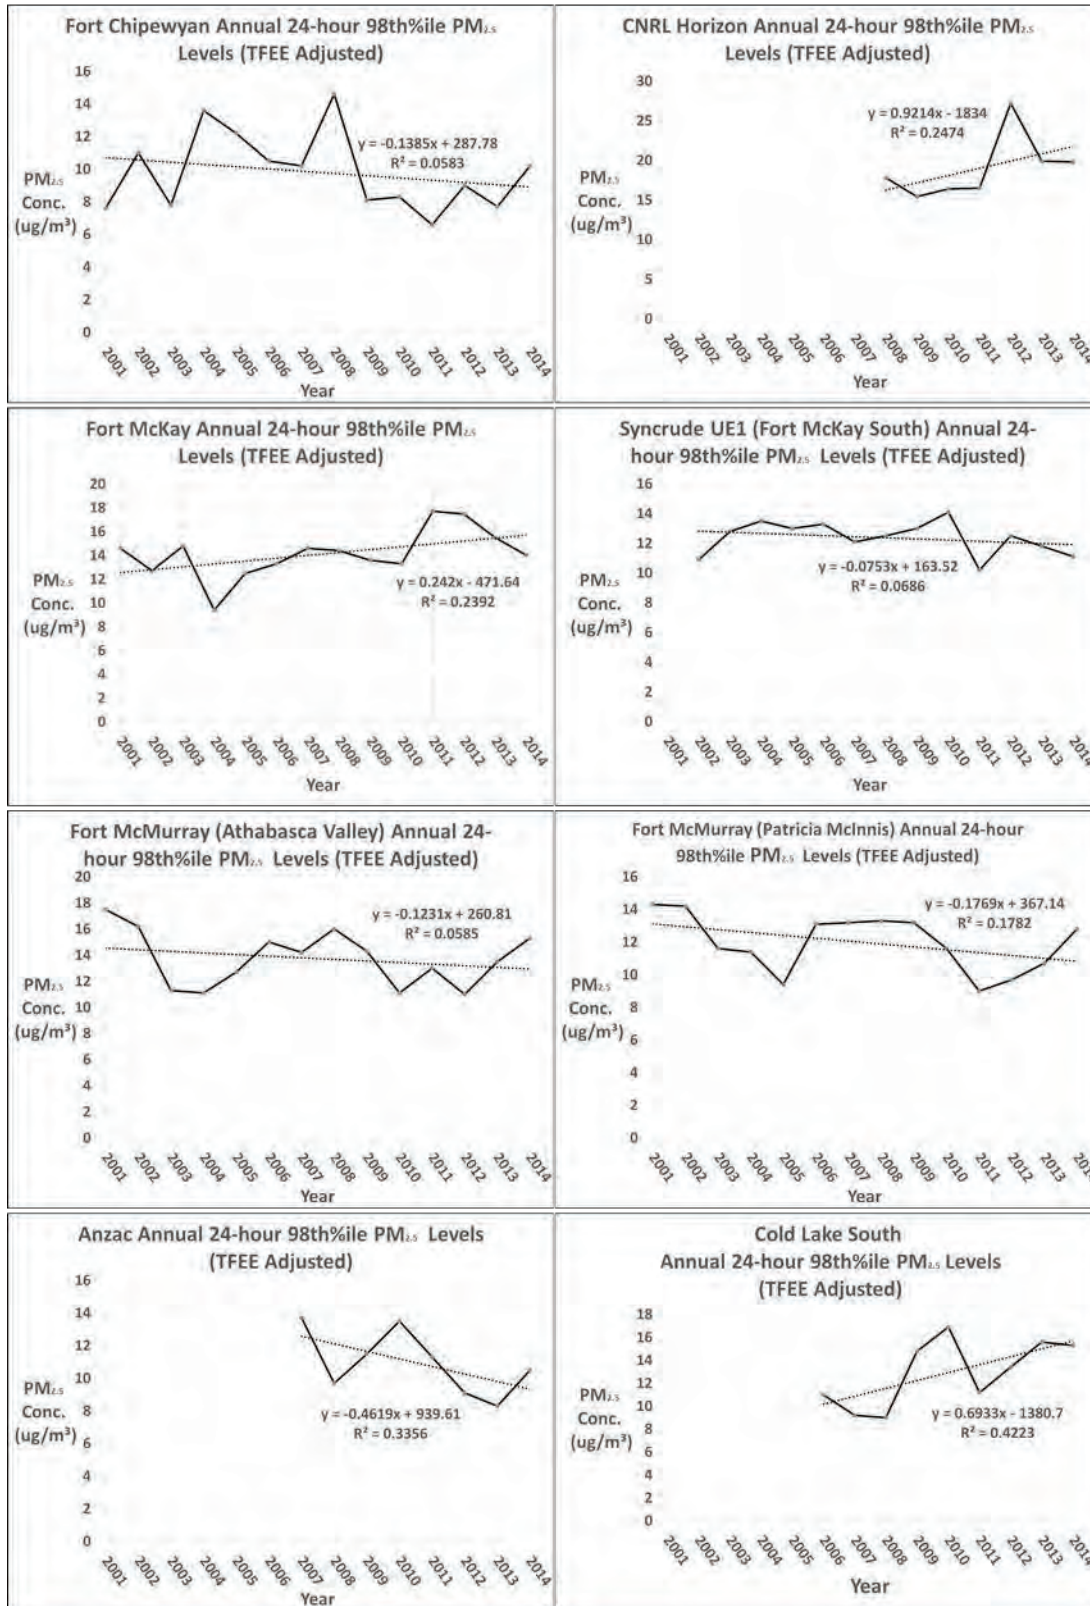 Fort Chipewyan Annual 24-hour 98th%ile PM2.5
Levels (TFEE Adjusted)
16
14
12
10
8
6
4
2
0
PM2.5
Conc.
(ug/m³)
y = -0.1385x + 287.78
R² = 0.0583
2001
2002
2003
2004
2005
2006
2007
2008
2009
2010
2011
2012
2013
2014
Year
CNRL Horizon Annual 24-hour 98th%ile PM2.5
Levels (TFEE Adjusted)
30
25
20
15
10
5
0
PM2.5
Conc.
(ug/m³)
y = 0.9214x - 1834
R² = 0.2474
2001
2002
2003
2004
2005
2006
2007
2008
2009
2010
2011
2012
2013
2014
Year
Fort McKay Annual 24-hour 98th%ile PM2.5
Levels (TFEE Adjusted)
20
18
16
14
12
10
8
6
4
2
0
PM2.5
Conc.
(ug/m³)
y = 0.242x - 471.64
R² = 0.2392
2001
2002
2003
2004
2005
2006
2007
2008
2009
2010
2011
2012
2013
2014
Year
Syncrude UE1 (Fort McKay South) Annual 24-
hour 98th%ile PM2.5 Levels (TFEE Adjusted)
16
14
12
10
8
6
4
2
0
PM2.5
Conc.
(ug/m³)
y = -0.0753x + 163.52
R² = 0.0686
2001
2002
2003
2004
2005
2006
2007
2008
2009
2010
2011
2012
2013
2014
Year
Fort McMurray (Athabasca Valley) Annual 24-
hour 98th%ile PM2.5 Levels (TFEE Adjusted)
20
18
16
14
12
10
8
6
4
2
0
PM2.5
Conc.
(ug/m³)
y = -0.1231x + 260.81
R² = 0.0585
2001
2002
2003
2004
2005
2006
2007
2008
2009
2010
2011
2012
2013
2014
Year
Fort McMurray (Patricia McInnis) Annual 24-hour
98th%ile PM2.5 Levels (TFEE Adjusted)
16
14
12
10
8
6
4
2
0
PM2.5
Conc.
(ug/m³)
y = -0.1769x + 367.14
R² = 0.1782
2001
2002
2003
2004
2005
2006
2007
2008
2009
2010
2011
2012
2013
2014
Year
Anzac Annual 24-hour 98th%ile PM2.5 Levels
(TFEE Adjusted)
16
14
12
10
8
6
4
2
0
PM2.5
Conc.
(ug/m³)
y = -0.4619x + 939.61
R² = 0.3356
2001
2002
2003
2004
2005
2006
2007
2008
2009
2010
2011
2012
2013
2014
Year
Cold Lake South
Annual 24-hour 98th%ile PM2.5 Levels
(TFEE Adjusted)
18
16
14
12
10
8
6
4
2
0
PM2.5
Conc.
(ug/m³)
y = 0.6933x - 1380.7
R² = 0.4223
2001
2002
2003
2004
2005
2006
2007
2008
2009
2010
2011
2012
2013
2014
Year